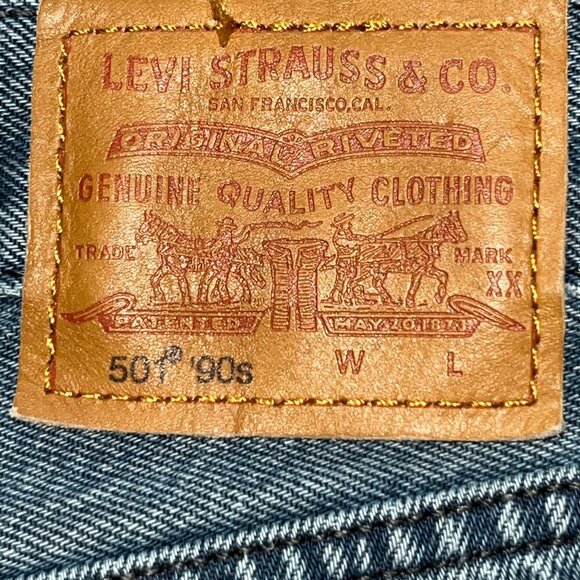 LEVI STRAUSS & CO.
SAN FRANCISCO, CAL.
ORIGINAL RIVETED
GENUINE QUALITY CLOTHING
TRADE MARK
XX
PATENTED MAY 20 1873
501® '90s W L